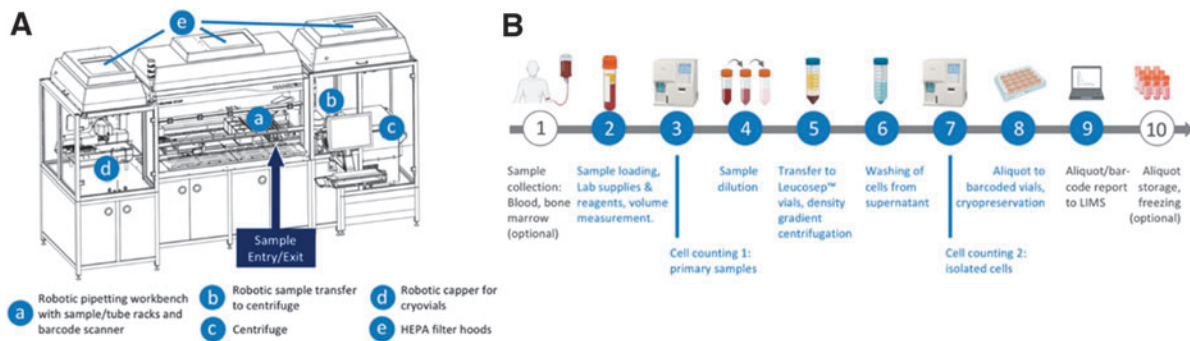 A
e
b
a
c
d
Sample
Entry/Exit
a
Robotic pipetting workbench
with sample/tube racks and
barcode scanner
b
Robotic sample transfer
to centrifuge
c
Centrifuge
d
Robotic capper for
cryovials
e
HEPA filter hoods
B
1
2
3
4
5
6
7
8
9
10
Sample
collection:
Blood, bone
marrow
(optional)
Sample loading,
Lab supplies &
reagents, volume
measurement.
Cell counting 1:
primary samples
Sample
dilution
Transfer to
Leucosep™
vials, density
gradient
centrifugation
Washing of
cells from
supernatant
Cell counting 2:
isolated cells
Aliquot to
barcoded vials,
cryopreservation
Aliquot/bar-
code report
to LIMS
Aliquot
storage,
freezing
(optional)